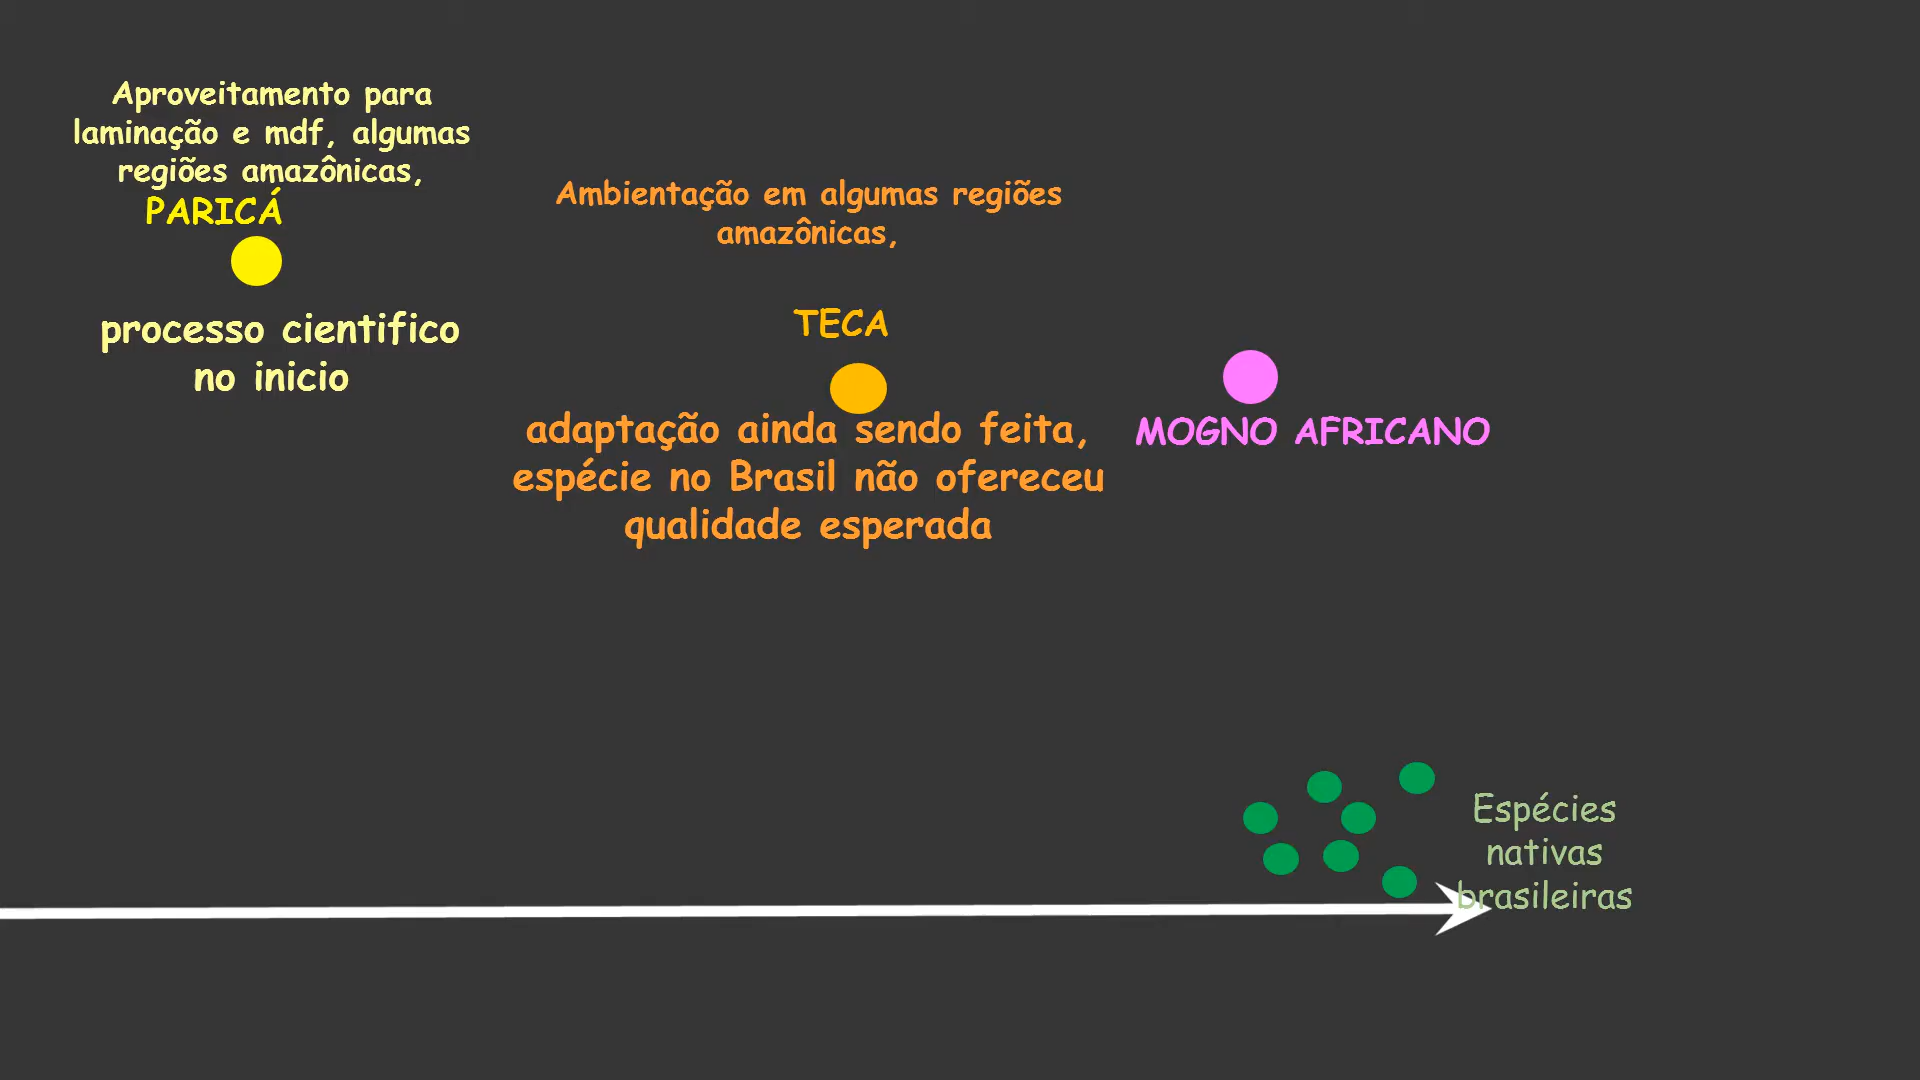 Aproveitamento para
laminação e mdf, algumas
regiões amazônicas,
PARICÁ
processo cientifico
no inicio
Ambientação em algumas regiões
amazônicas,
TECA
adaptação ainda sendo feita,
espécie no Brasil não ofereceu
qualidade esperada
MOGNO AFRICANO
Espécies
nativas
brasileiras